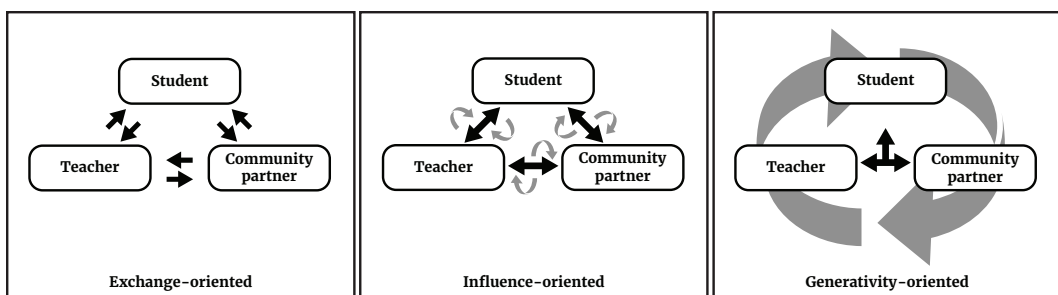 Student
Teacher
Community
partner
Exchange-oriented
Student
Teacher
Community
partner
Influence-oriented
Student
Teacher
Community
partner
Generativity-oriented